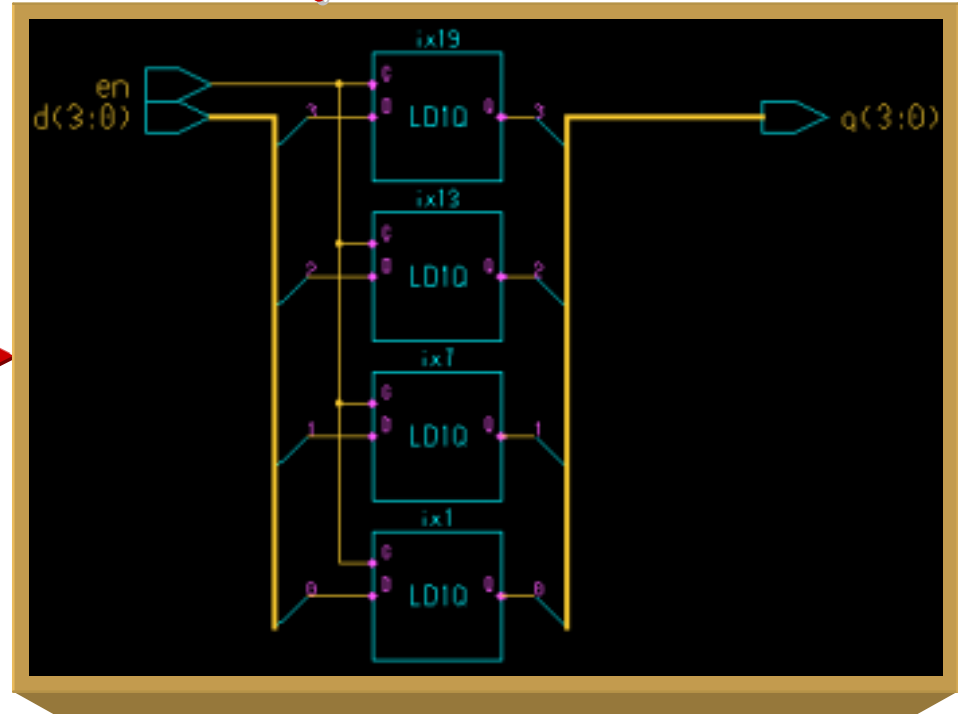 ix19
en
G
d(3:0)
3
D
LD1Q
Q
3
q(3:0)
ix13
G
2
D
LD1Q
Q
2
ix7
G
1
D
LD1Q
Q
1
ix1
G
0
D
LD1Q
Q
0